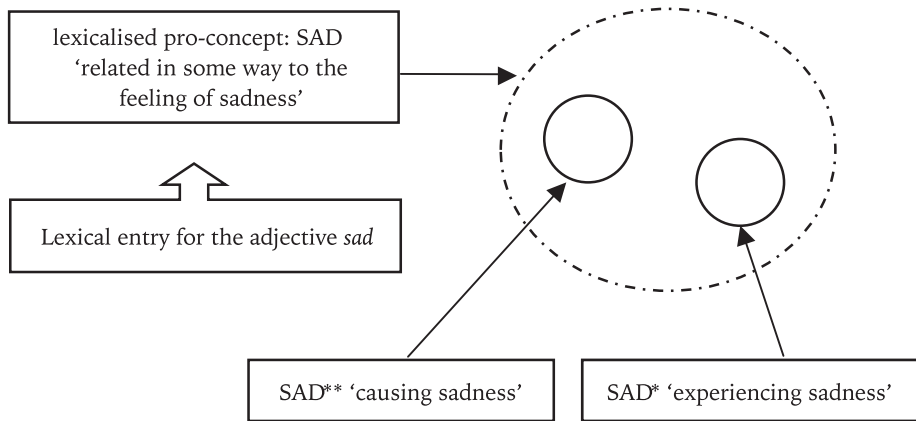 lexicalised pro-concept: SAD
‘related in some way to the
feeling of sadness’
Lexical entry for the adjective sad
SAD** ‘causing sadness’
SAD* ‘experiencing sadness’